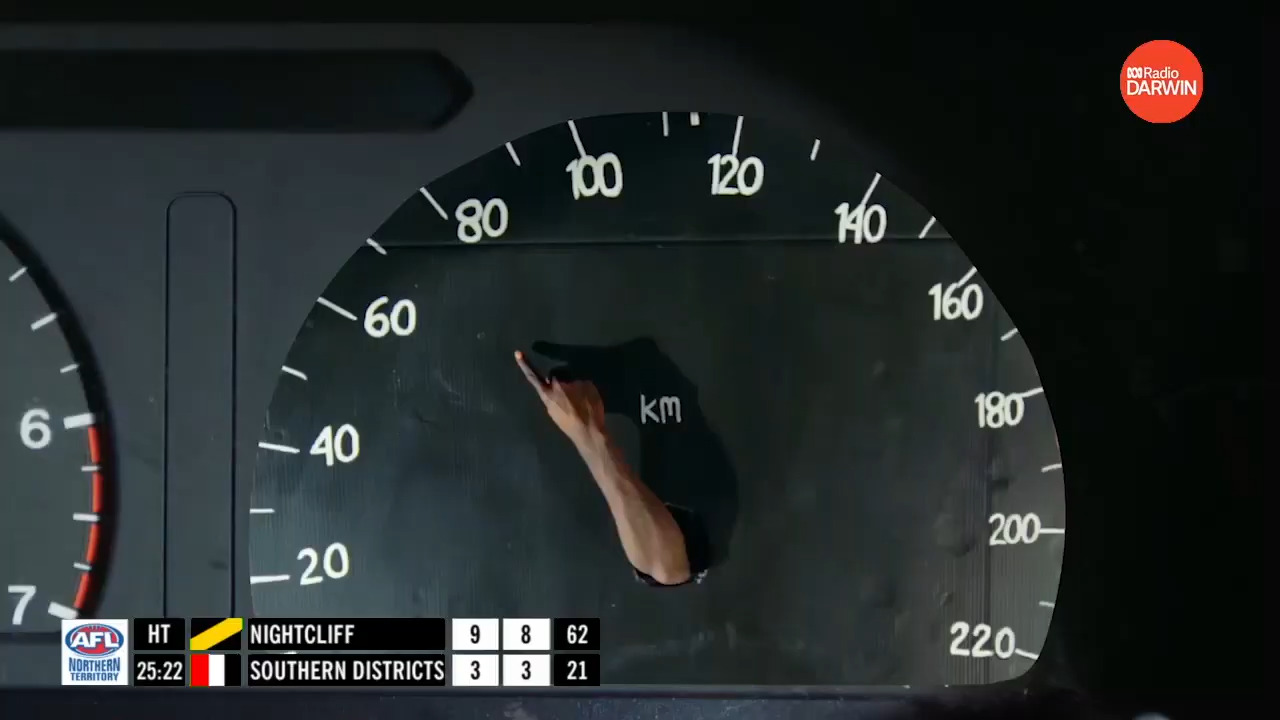 ABC Radio
DARWIN
100
120
80
140
60
160
KM
180
6
40
200
20
7
220
AFL
NORTHERN
TERRITORY
HT
NIGHTCLIFF 9 8 62
25:22
SOUTHERN DISTRICTS 3 3 21